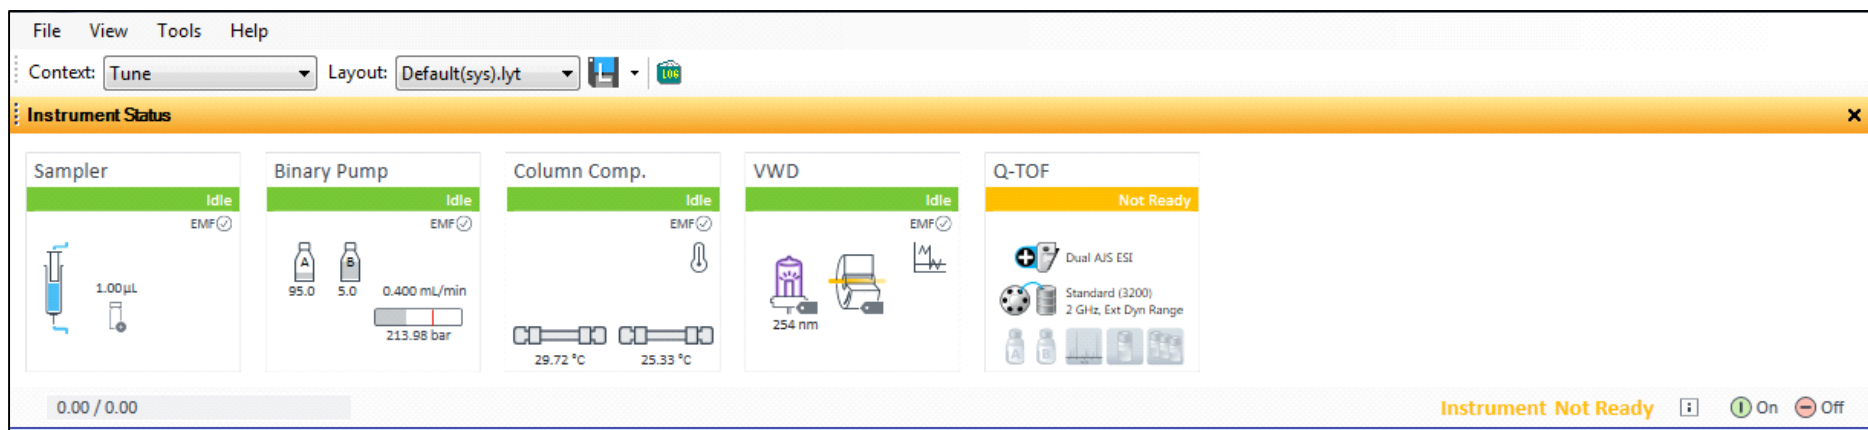 File View Tools Help
Context: Tune Layout: Default(sys).lyt L LOG
Instrument Status
Sampler
Idle
EMF
1.00 µL
Binary Pump
Idle
EMF
A B
95.0 5.0 0.400 mL/min
213.98 bar
Column Comp.
Idle
EMF
29.72 °C 25.33 °C
VWD
Idle
EMF
254 nm
Q-TOF
Not Ready
Dual AJS ESI
Standard (3200)
2 GHz, Ext Dyn Range
A B
0.00 / 0.00
Instrument Not Ready On Off